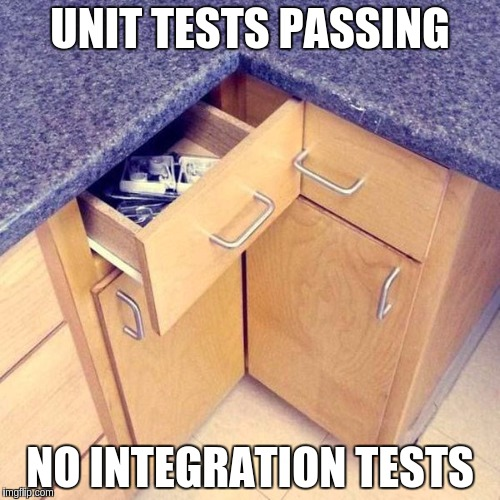 UNIT TESTS PASSING
NO INTEGRATION TESTS
imgflip.com